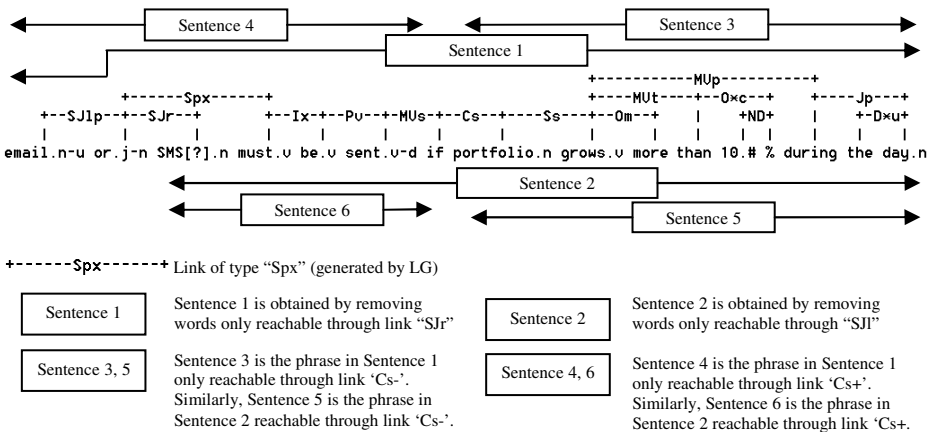 Sentence 4
Sentence 3
Sentence 1
+------------MVp-----------+
+------Spx------+ +---MVt---+--O*c--+ +----Jp----+
+--SJlp--+--SJr--+ +--Ix--+--Pv--+--MVs--+---Cs---+----Ss----+--Om--+ +ND+ +-D*u-+
email.n-u or.j-n SMS[?].n must.v be.v sent.v-d if portfolio.n grows.v more than 10.# % during the day.n
Sentence 2
Sentence 6
Sentence 5
+------Spx------+ Link of type “Spx” (generated by LG)
Sentence 1
Sentence 1 is obtained by removing
words only reachable through link “SJr”
Sentence 2
Sentence 2 is obtained by removing
words only reachable through “SJl”
Sentence 3, 5
Sentence 3 is the phrase in Sentence 1
only reachable through link ‘Cs-’.
Similarly, Sentence 5 is the phrase in
Sentence 2 reachable through link ‘Cs-’.
Sentence 4, 6
Sentence 4 is the phrase in Sentence 1
only reachable through link ‘Cs+’.
Similarly, Sentence 6 is the phrase in
Sentence 2 reachable through link ‘Cs+.